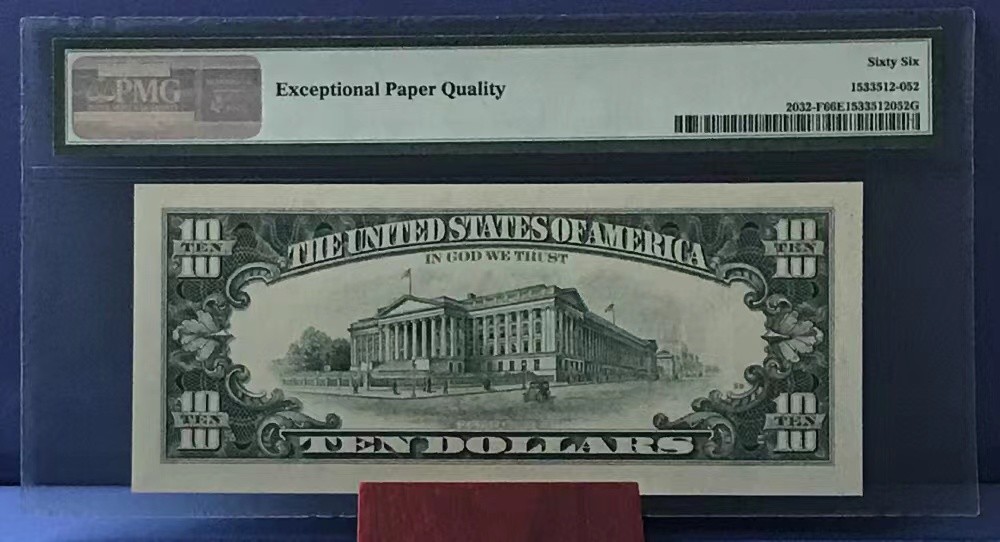 PMG
Exceptional Paper Quality
Sixty Six
1533512-052
2032-F66E1533512052G
10 TEN 10
THE UNITED STATES OF AMERICA
10 TEN 10
IN GOD WE TRUST
10 TEN 10
TEN DOLLARS
10 TEN 10